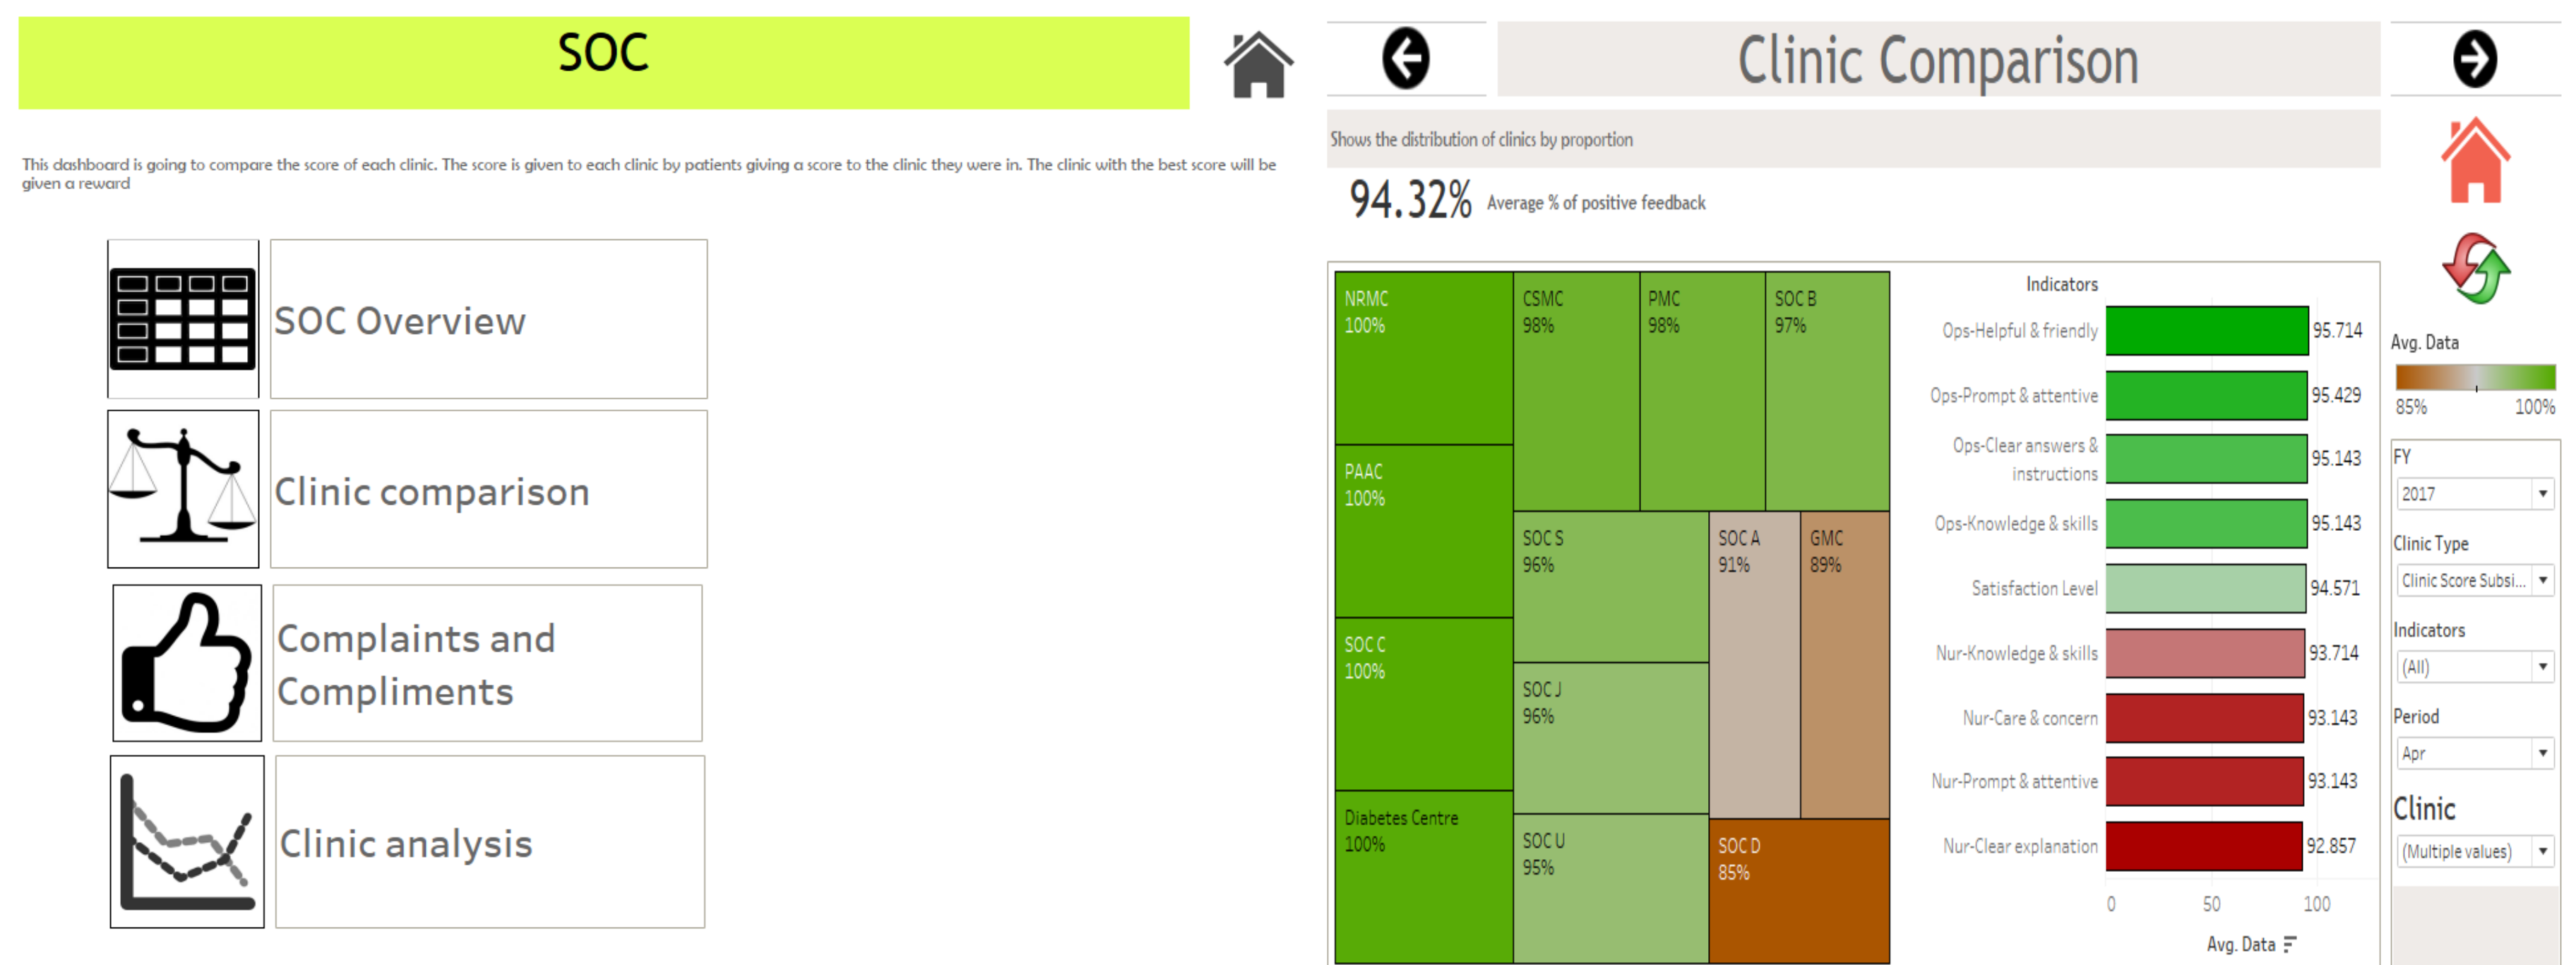 SOC
This dashboard is going to compare the score of each clinic. The score is given to each clinic by patients giving a score to the clinic they were in. The clinic with the best score will be
given a reward
SOC Overview
Clinic comparison
Complaints and
Compliments
Clinic analysis
Clinic Comparison
Shows the distribution of clinics by proportion
94.32% Average % of positive feedback
NRMC
100%
PAAC
100%
SOC C
100%
Diabetes Centre
100%
CSMC
98%
PMC
98%
SOC B
97%
SOC S
96%
SOC J
96%
SOC U
95%
SOC A
91%
GMC
89%
SOC D
85%
Indicators
Ops-Helpful & friendly 95.714
Ops-Prompt & attentive 95.429
Ops-Clear answers &
instructions 95.143
Ops-Knowledge & skills 95.143
Satisfaction Level 94.571
Nur-Knowledge & skills 93.714
Nur-Care & concern 93.143
Nur-Prompt & attentive 93.143
Nur-Clear explanation 92.857
0 50 100
Avg. Data
Avg. Data
85% 100%
FY
2017
Clinic Type
Clinic Score Subsi...
Indicators
(All)
Period
Apr
Clinic
(Multiple values)